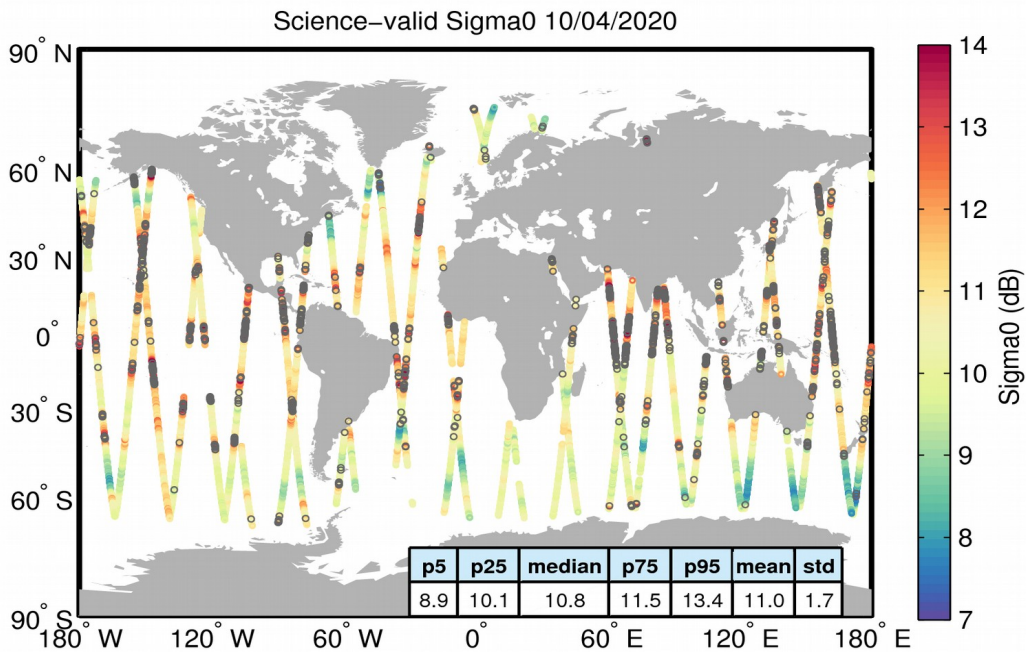 Science−valid Sigma0 10/04/2020
90° N
60° N
30° N
0°
30° S
60° S
90° S
180° W
120° W
60° W
0°
60° E
120° E
180° E
p5 p25 median p75 p95 mean std
8.9 10.1 10.8 11.5 13.4 11.0 1.7
14
13
12
11
10
9
8
7
Sigma0 (dB)